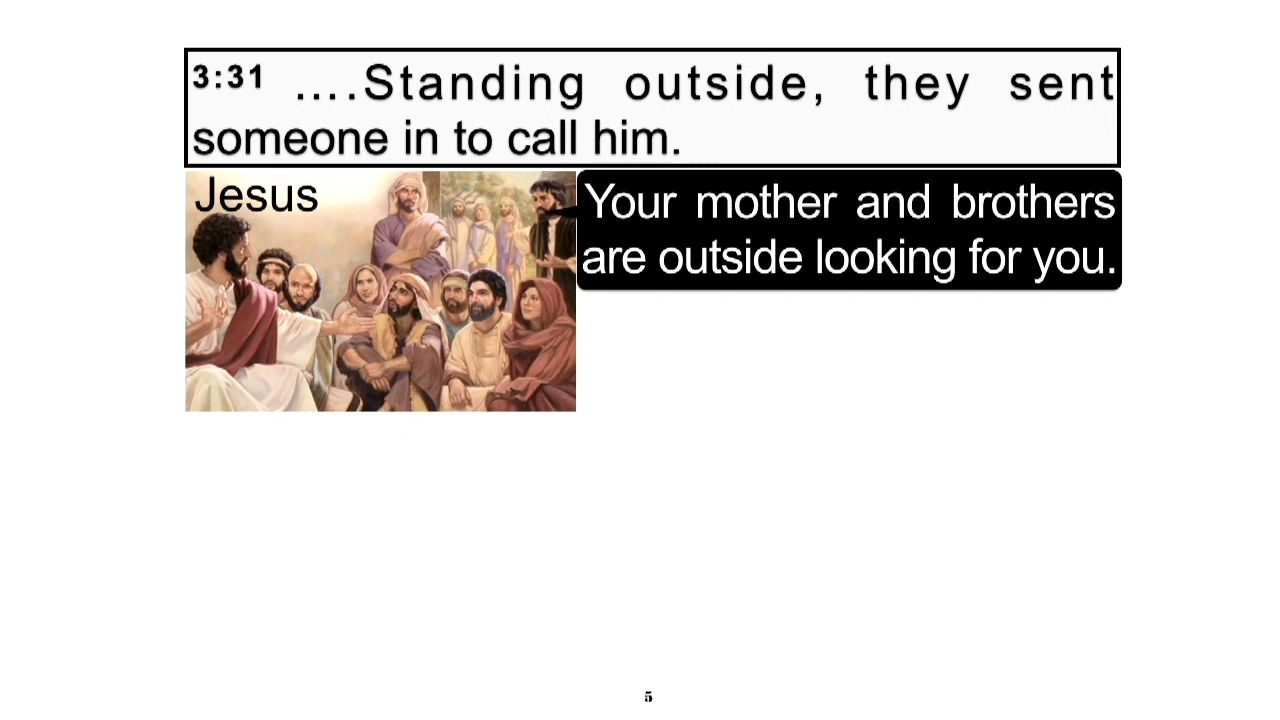 3:31 ....Standing outside, they sent
someone in to call him.
Jesus
Your mother and brothers
are outside looking for you.
5